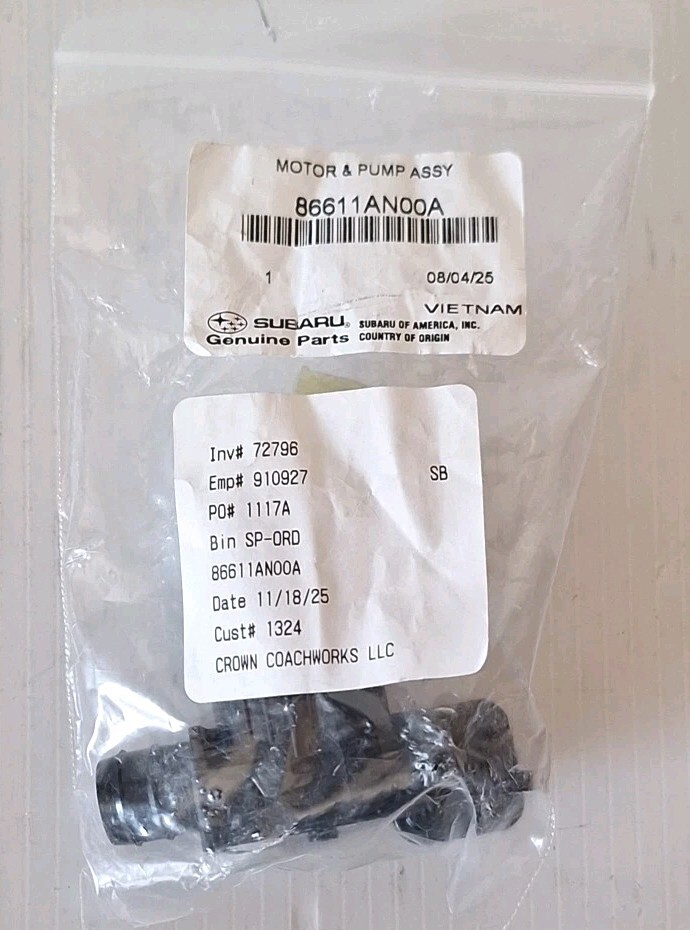 MOTOR & PUMP ASSY
86611AN00A
1 08/04/25
VIETNAM
SUBARU® SUBARU OF AMERICA, INC.
Genuine Parts COUNTRY OF ORIGIN
Inv# 72796
Emp# 910927 SB
PO# 1117A
Bin SP-ORD
86611AN00A
Date 11/18/25
Cust# 1324
CROWN COACHWORKS LLC